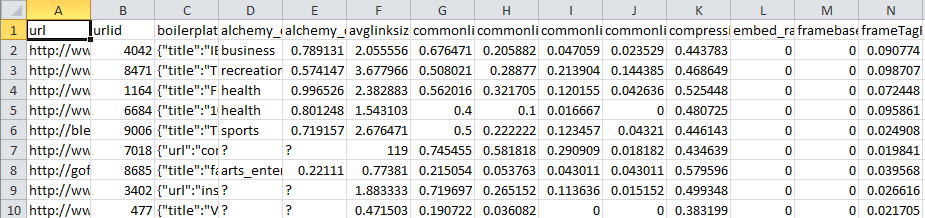 A B C D E F G H I J K L M N
1 url urlid boilerplat alchemy_ alchemy_ avglinksiz commonli commonli commonli commonli compressi embed_ra framebase frameTagI
2 http://ww 4042 {"title":"IE business 0.789131 2.055556 0.676471 0.205882 0.047059 0.023529 0.443783 0 0 0.090774
3 http://ww 8471 {"title":"T recreation 0.574147 3.677966 0.508021 0.28877 0.213904 0.144385 0.468649 0 0 0.098707
4 http://ww 1164 {"title":"F health 0.996526 2.382883 0.562016 0.321705 0.120155 0.042636 0.525448 0 0 0.072448
5 http://ww 6684 {"title":"10 health 0.801248 1.543103 0.4 0.1 0.016667 0 0.480725 0 0 0.095861
6 http://ble 9006 {"title":"T sports 0.719157 2.676471 0.5 0.222222 0.123457 0.04321 0.446143 0 0 0.024908
7 http://ww 7018 {"url":"cor ? ? 119 0.745455 0.581818 0.290909 0.018182 0.434639 0 0 0.019841
8 http://gof 8685 {"title":"fa arts_enter 0.22111 0.77381 0.215054 0.053763 0.043011 0.043011 0.579596 0 0 0.039568
9 http://ww 3402 {"url":"ins ? ? 1.883333 0.719697 0.265152 0.113636 0.015152 0.499348 0 0 0.026616
10 http://ww 477 {"title":"V ? ? 0.471503 0.190722 0.036082 0 0 0.383199 0 0 0.021705